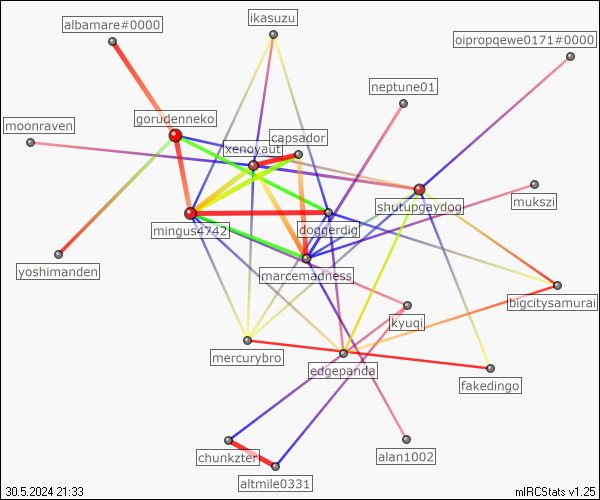 ikasuzu
albamare#0000
oipropqewe0171#0000
neptune01
gorudenneko
moonraven
capsador
xenoyaut
mukszi
shutupgaydog
doggerdig
mingus4742
yoshimanden
marcemadness
bigcitysamurai
kyuqi
mercurybro
edgepanda
fakedingo
chunkzter
alan1002
altmile0331
30.5.2024 21:33
mIRCStats v1.25